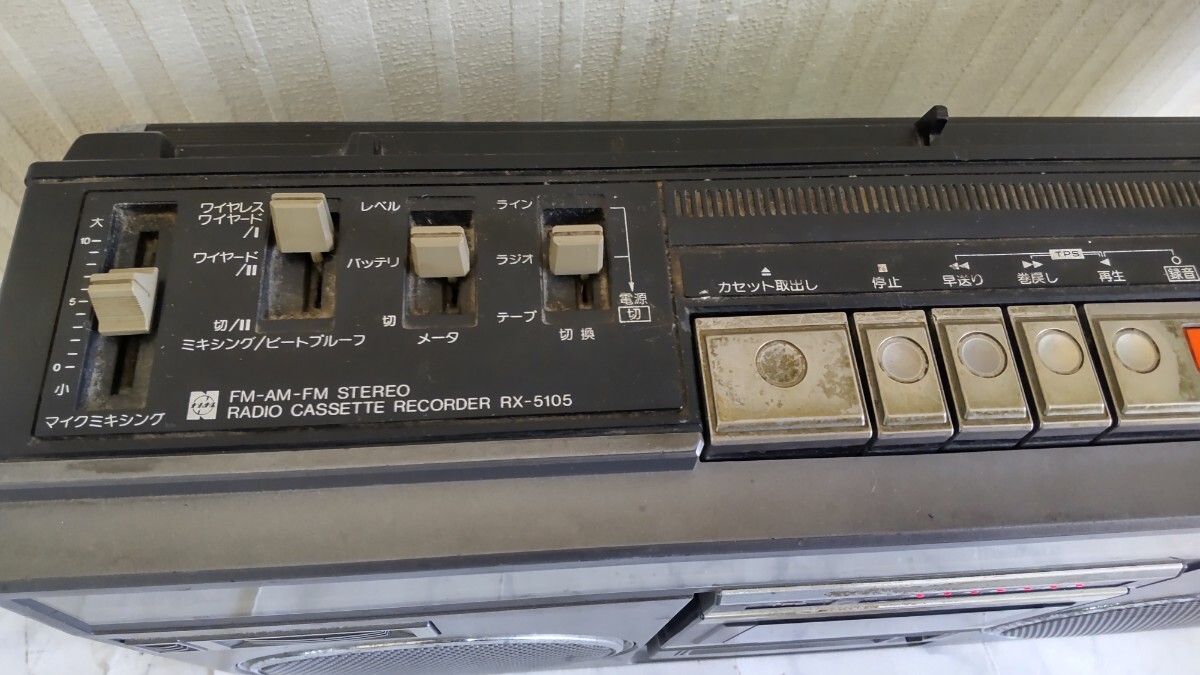 大
10
5
0
小
マイクミキシング
ワイヤレス
ワイヤード
/I
ワイヤード
/II
切/II
ミキシング/ビートプルーフ
レベル
バッテリ
切
メータ
ライン
ラジオ
テープ
切換
電源
切
FM-AM-FM STEREO
RADIO CASSETTE RECORDER RX-5105
TPS
カセット取出し
停止
早送り
巻戻し
再生
録音